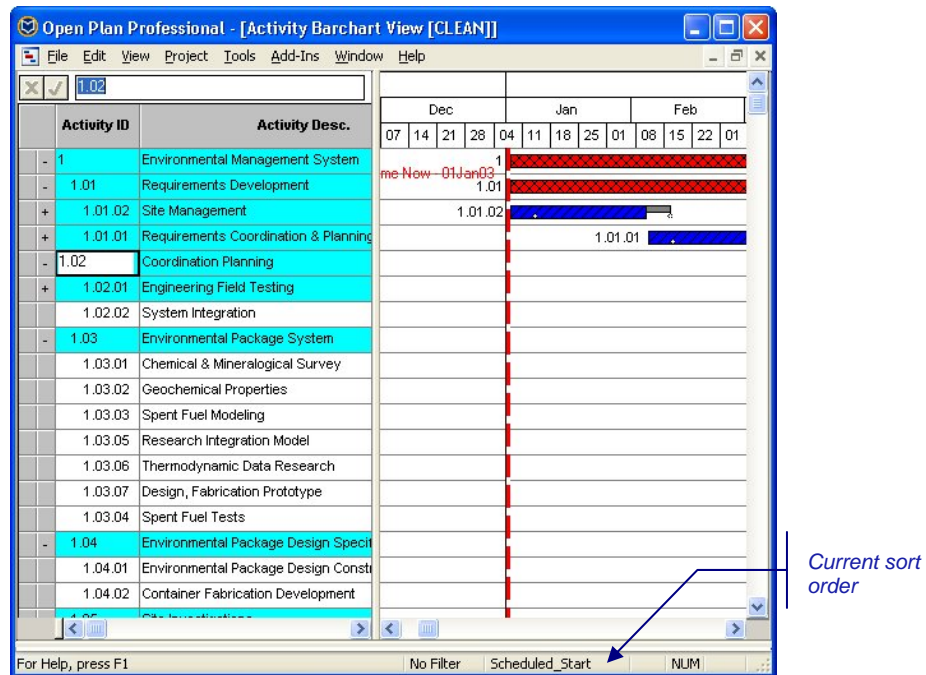 Open Plan Professional - [Activity Barchart View [CLEAN]]
File Edit View Project Tools Add-Ins Window Help
1.02
Activity ID Activity Desc.
Dec Jan Feb
07 14 21 28 04 11 18 25 01 08 15 22 01
- 1 Environmental Management System 1
me Now - 01Jan03
- 1.01 Requirements Development 1.01
+ 1.01.02 Site Management 1.01.02
+ 1.01.01 Requirements Coordination & Planning 1.01.01
- 1.02 Coordination Planning
+ 1.02.01 Engineering Field Testing
1.02.02 System Integration
- 1.03 Environmental Package System
1.03.01 Chemical & Mineralogical Survey
1.03.02 Geochemical Properties
1.03.03 Spent Fuel Modeling
1.03.05 Research Integration Model
1.03.06 Thermodynamic Data Research
1.03.07 Design, Fabrication Prototype
1.03.04 Spent Fuel Tests
- 1.04 Environmental Package Design Specif
1.04.01 Environmental Package Design Constr
1.04.02 Container Fabrication Development
Current sort
order
For Help, press F1 No Filter Scheduled_Start NUM